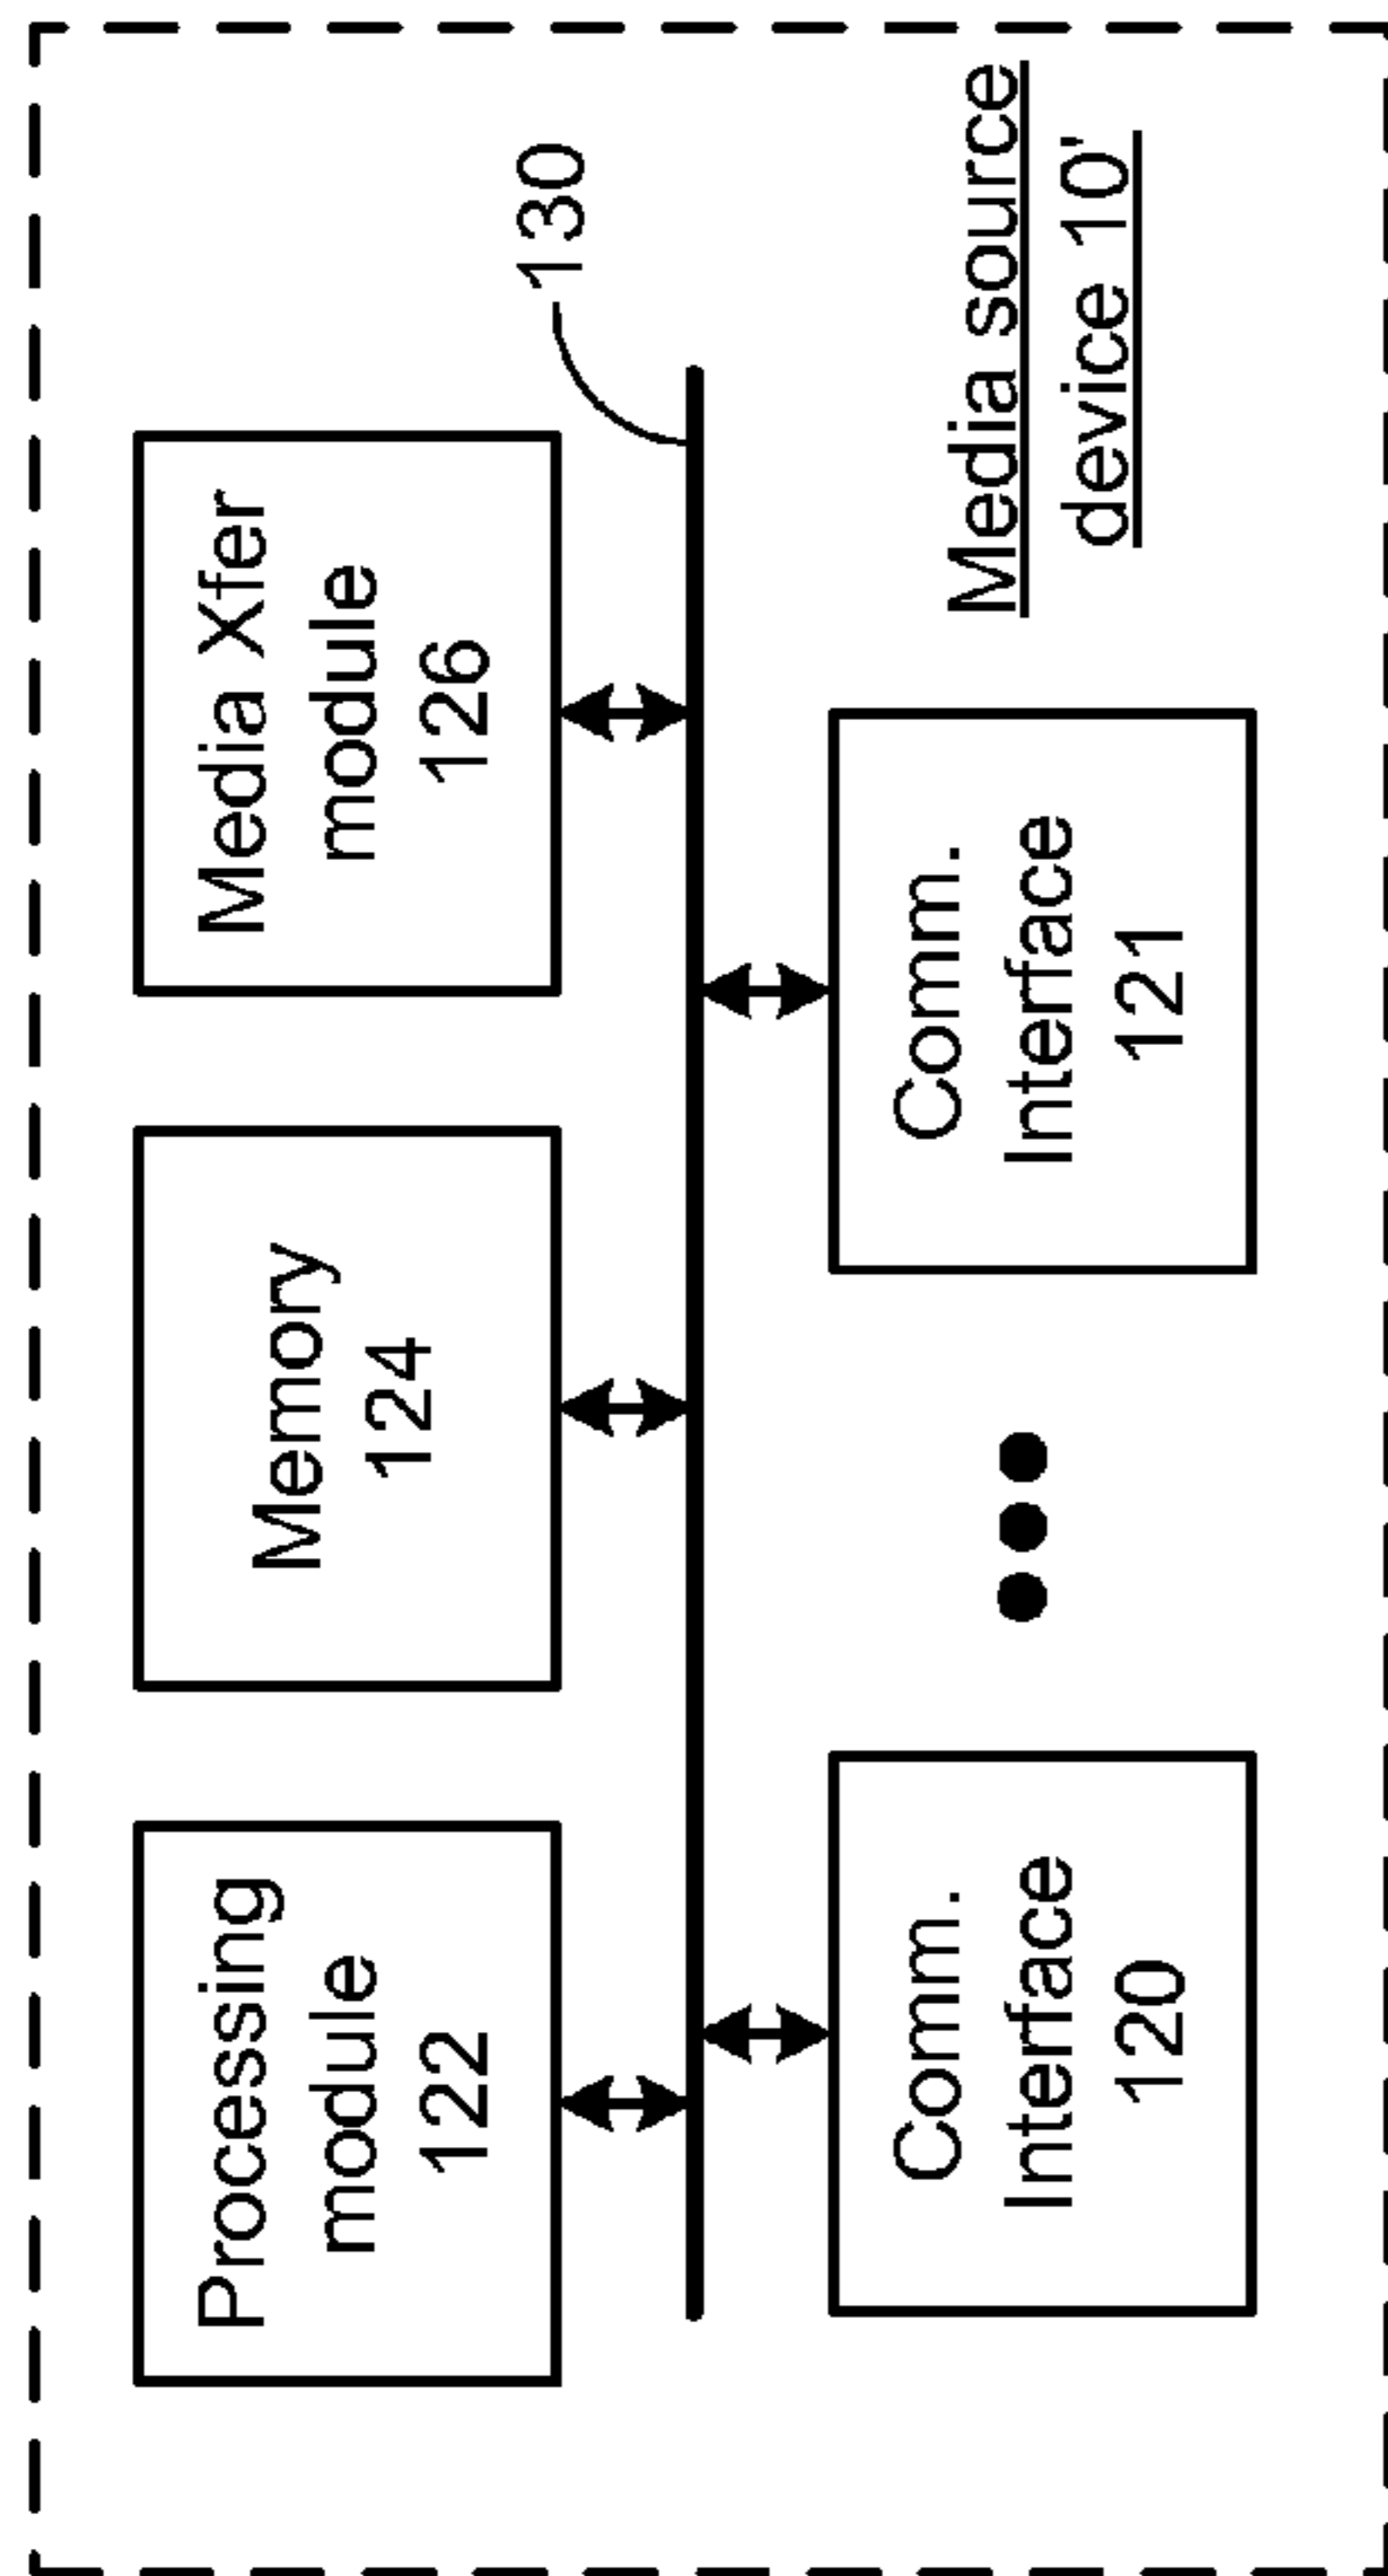 Processing
module
122
Memory
124
Media Xfer
module
126
130
Comm.
Interface
120
Comm.
Interface
121
Media source
device 10'